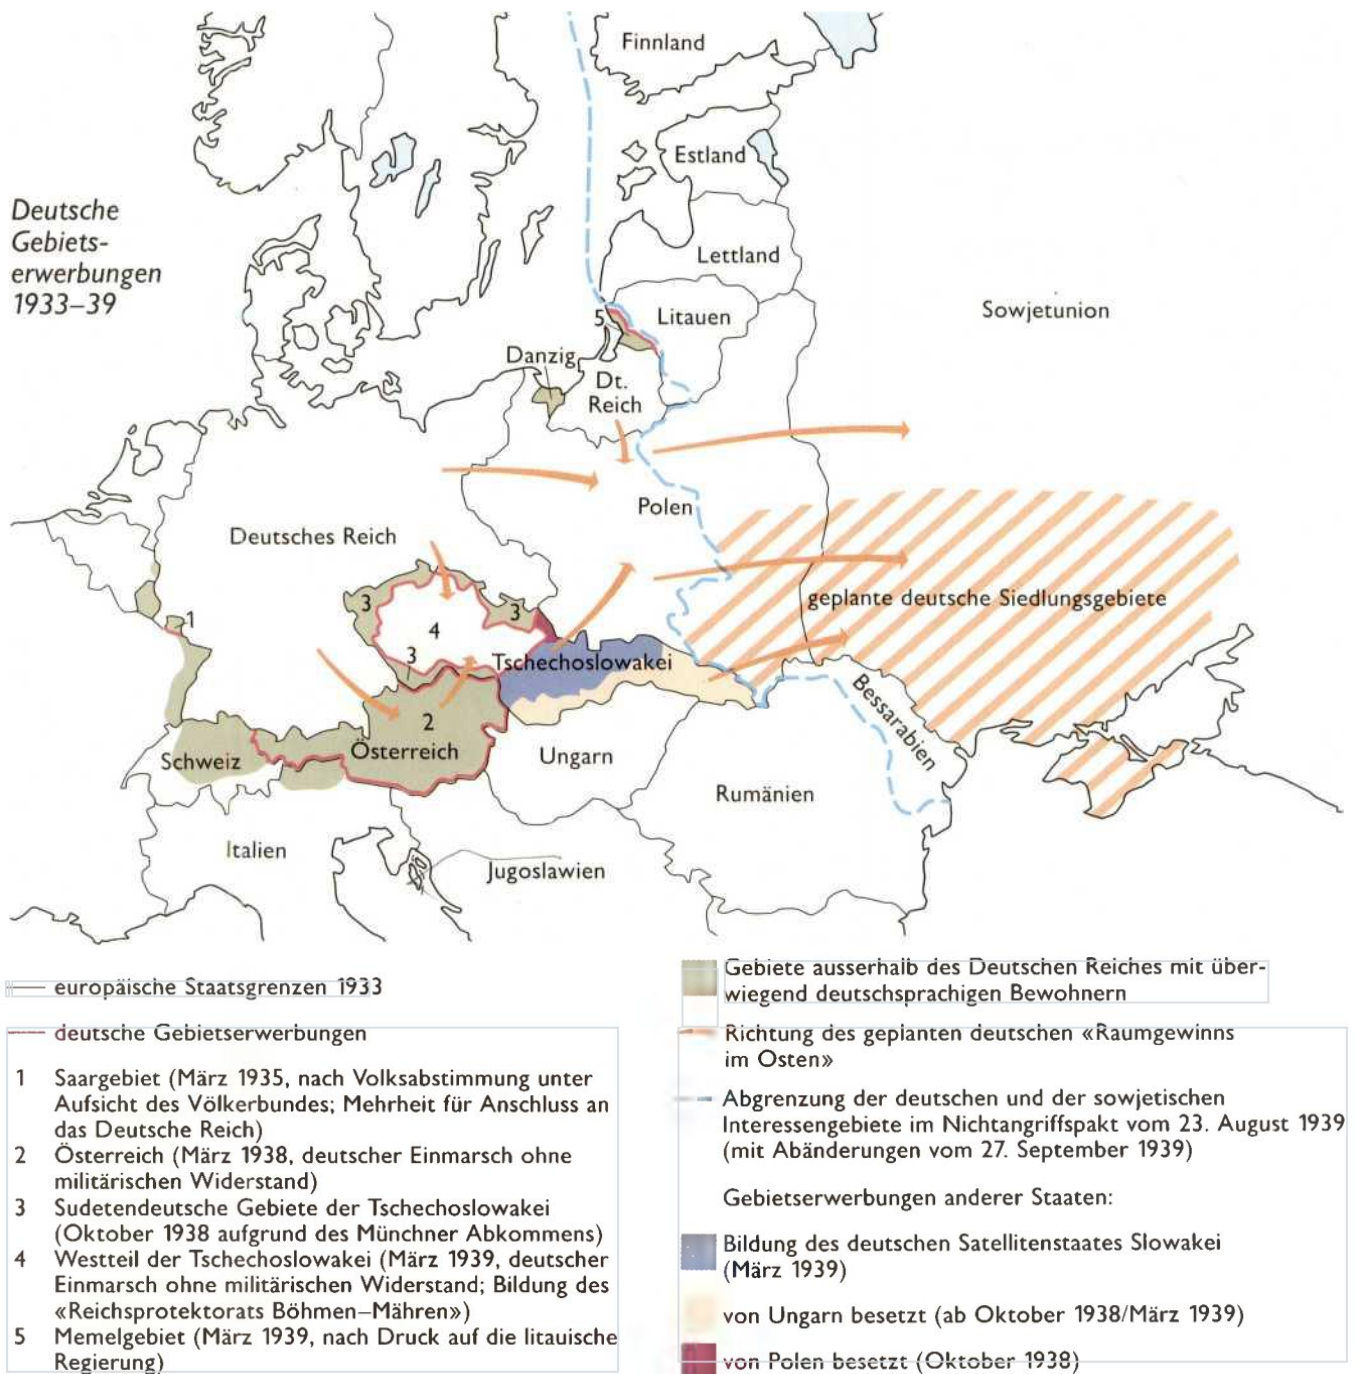 Finnland
Estland
Deutsche
Gebiets-
erwerbungen
1933–39
Lettland
Sowjetunion
5
Litauen
Danzig
Dt.
Reich
Polen
Deutsches Reich
geplante deutsche Siedlungsgebiete
3
3
1
4
3
Tschechoslowakei
Bessarabien
2
Österreich
Schweiz
Ungarn
Rumänien
Italien
Jugoslawien
europäische Staatsgrenzen 1933
deutsche Gebietserwerbungen
1 Saargebiet (März 1935, nach Volksabstimmung unter
Aufsicht des Völkerbundes; Mehrheit für Anschluss an
das Deutsche Reich)
2 Österreich (März 1938, deutscher Einmarsch ohne
militärischen Widerstand)
3 Sudetendeutsche Gebiete der Tschechoslowakei
(Oktober 1938 aufgrund des Münchner Abkommens)
4 Westteil der Tschechoslowakei (März 1939, deutscher
Einmarsch ohne militärischen Widerstand; Bildung des
«Reichsprotektorats Böhmen–Mähren»)
5 Memelgebiet (März 1939, nach Druck auf die litauische
Regierung)
Gebiete ausserhalb des Deutschen Reiches mit über-
wiegend deutschsprachigen Bewohnern
Richtung des geplanten deutschen «Raumgewinns
im Osten»
Abgrenzung der deutschen und der sowjetischen
Interessengebiete im Nichtangriffspakt vom 23. August 1939
(mit Abänderungen vom 27. September 1939)
Gebietserwerbungen anderer Staaten:
Bildung des deutschen Satellitenstaates Slowakei
(März 1939)
von Ungarn besetzt (ab Oktober 1938/März 1939)
von Polen besetzt (Oktober 1938)